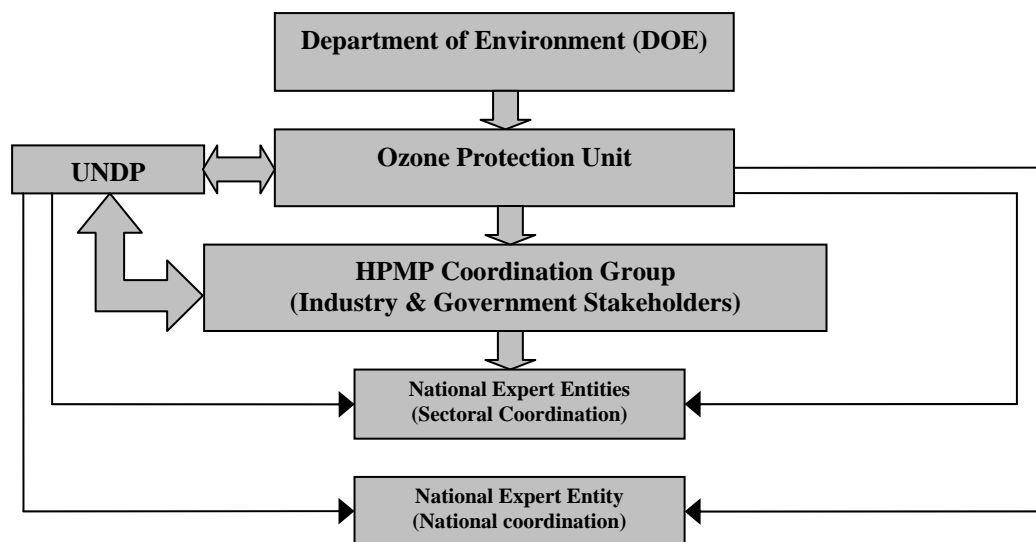 Department of Environment (DOE)
Ozone Protection Unit
UNDP
HPMP Coordination Group
(Industry & Government Stakeholders)
National Expert Entities
(Sectoral Coordination)
National Expert Entity
(National coordination)